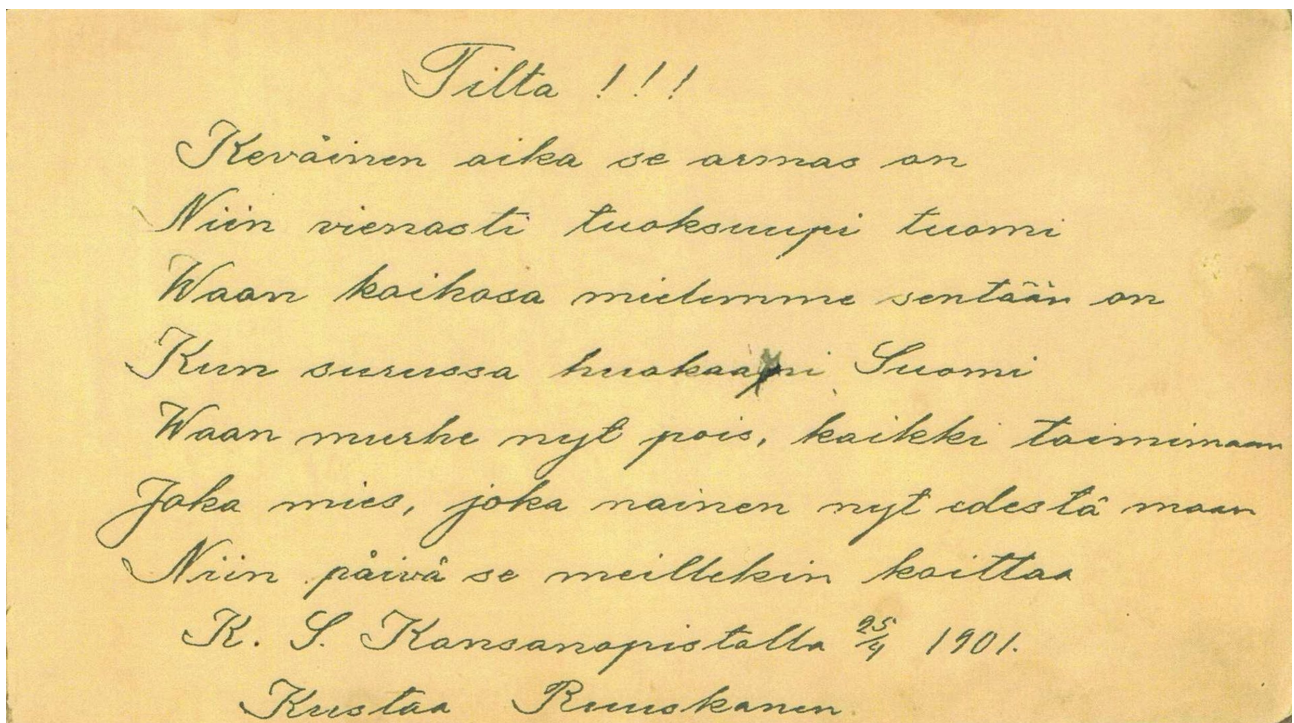 Tilta !!!
Keväinen aika se armas on
Niin vienosti tuoksuupi tuomi
Waan kaihosa mielemme sentään on
Kun surussa huokaapi Suomi
Waan murhe nyt pois, kaikki toimimaan
Joka mies, joka nainen nyt edestä maan
Niin päivä se meillekin koittaa
K. S. Kansanopistolla 25/4 1901.
Kustaa Ruuskanen.